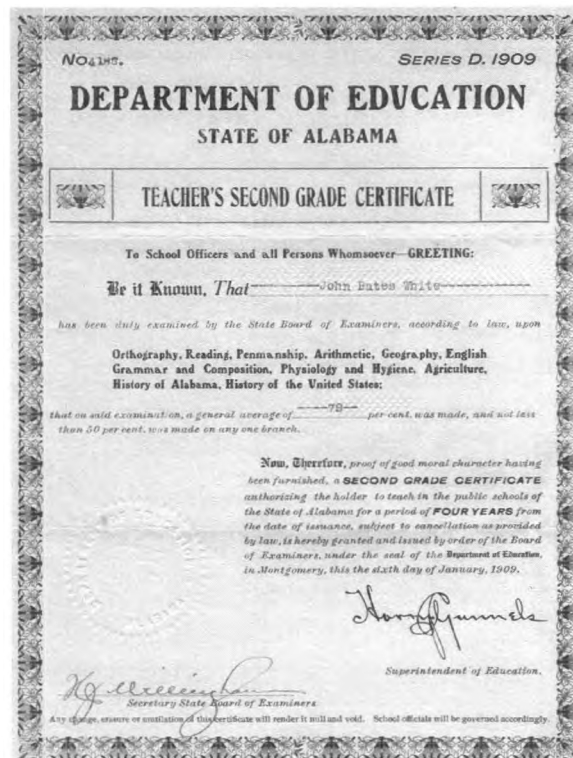 SERIES D. 1909
DEPARTMENT OF EDUCATION
STATE OF ALABAMA
TEACHER'S SECOND GRADE CERTIFICATE
To School Officers and all Persons Whomsoever—GREETING:
Be it Known, That John Bates White
has been duly examined by the State Board of Examiners, according to law, upon
Orthography, Reading, Penmanship, Arithmetic, Geography, English
Grammar and Composition, Physiology and Hygiene, Agriculture,
History of Alabama, History of the United States;
that on said examination, a general average of per cent. was made, and not less
than 50 per cent. was made on any one branch.
Now, Therefore, proof of good moral character having
been furnished, a SECOND GRADE CERTIFICATE
authorizing the holder to teach in the public schools of
the State of Alabama for a period of FOUR YEARS from
the date of issuance, subject to cancellation as provided
by law, is hereby granted and issued by order of the Board
of Examiners, under the seal of the Department of Education,
in Montgomery, this the sixth day of January, 1909.
Harry Gunnels
Superintendent of Education.
Secretary State Board of Examiners
Any change, erasure or mutilation of this certificate will render it null and void. School officials will be governed accordingly.